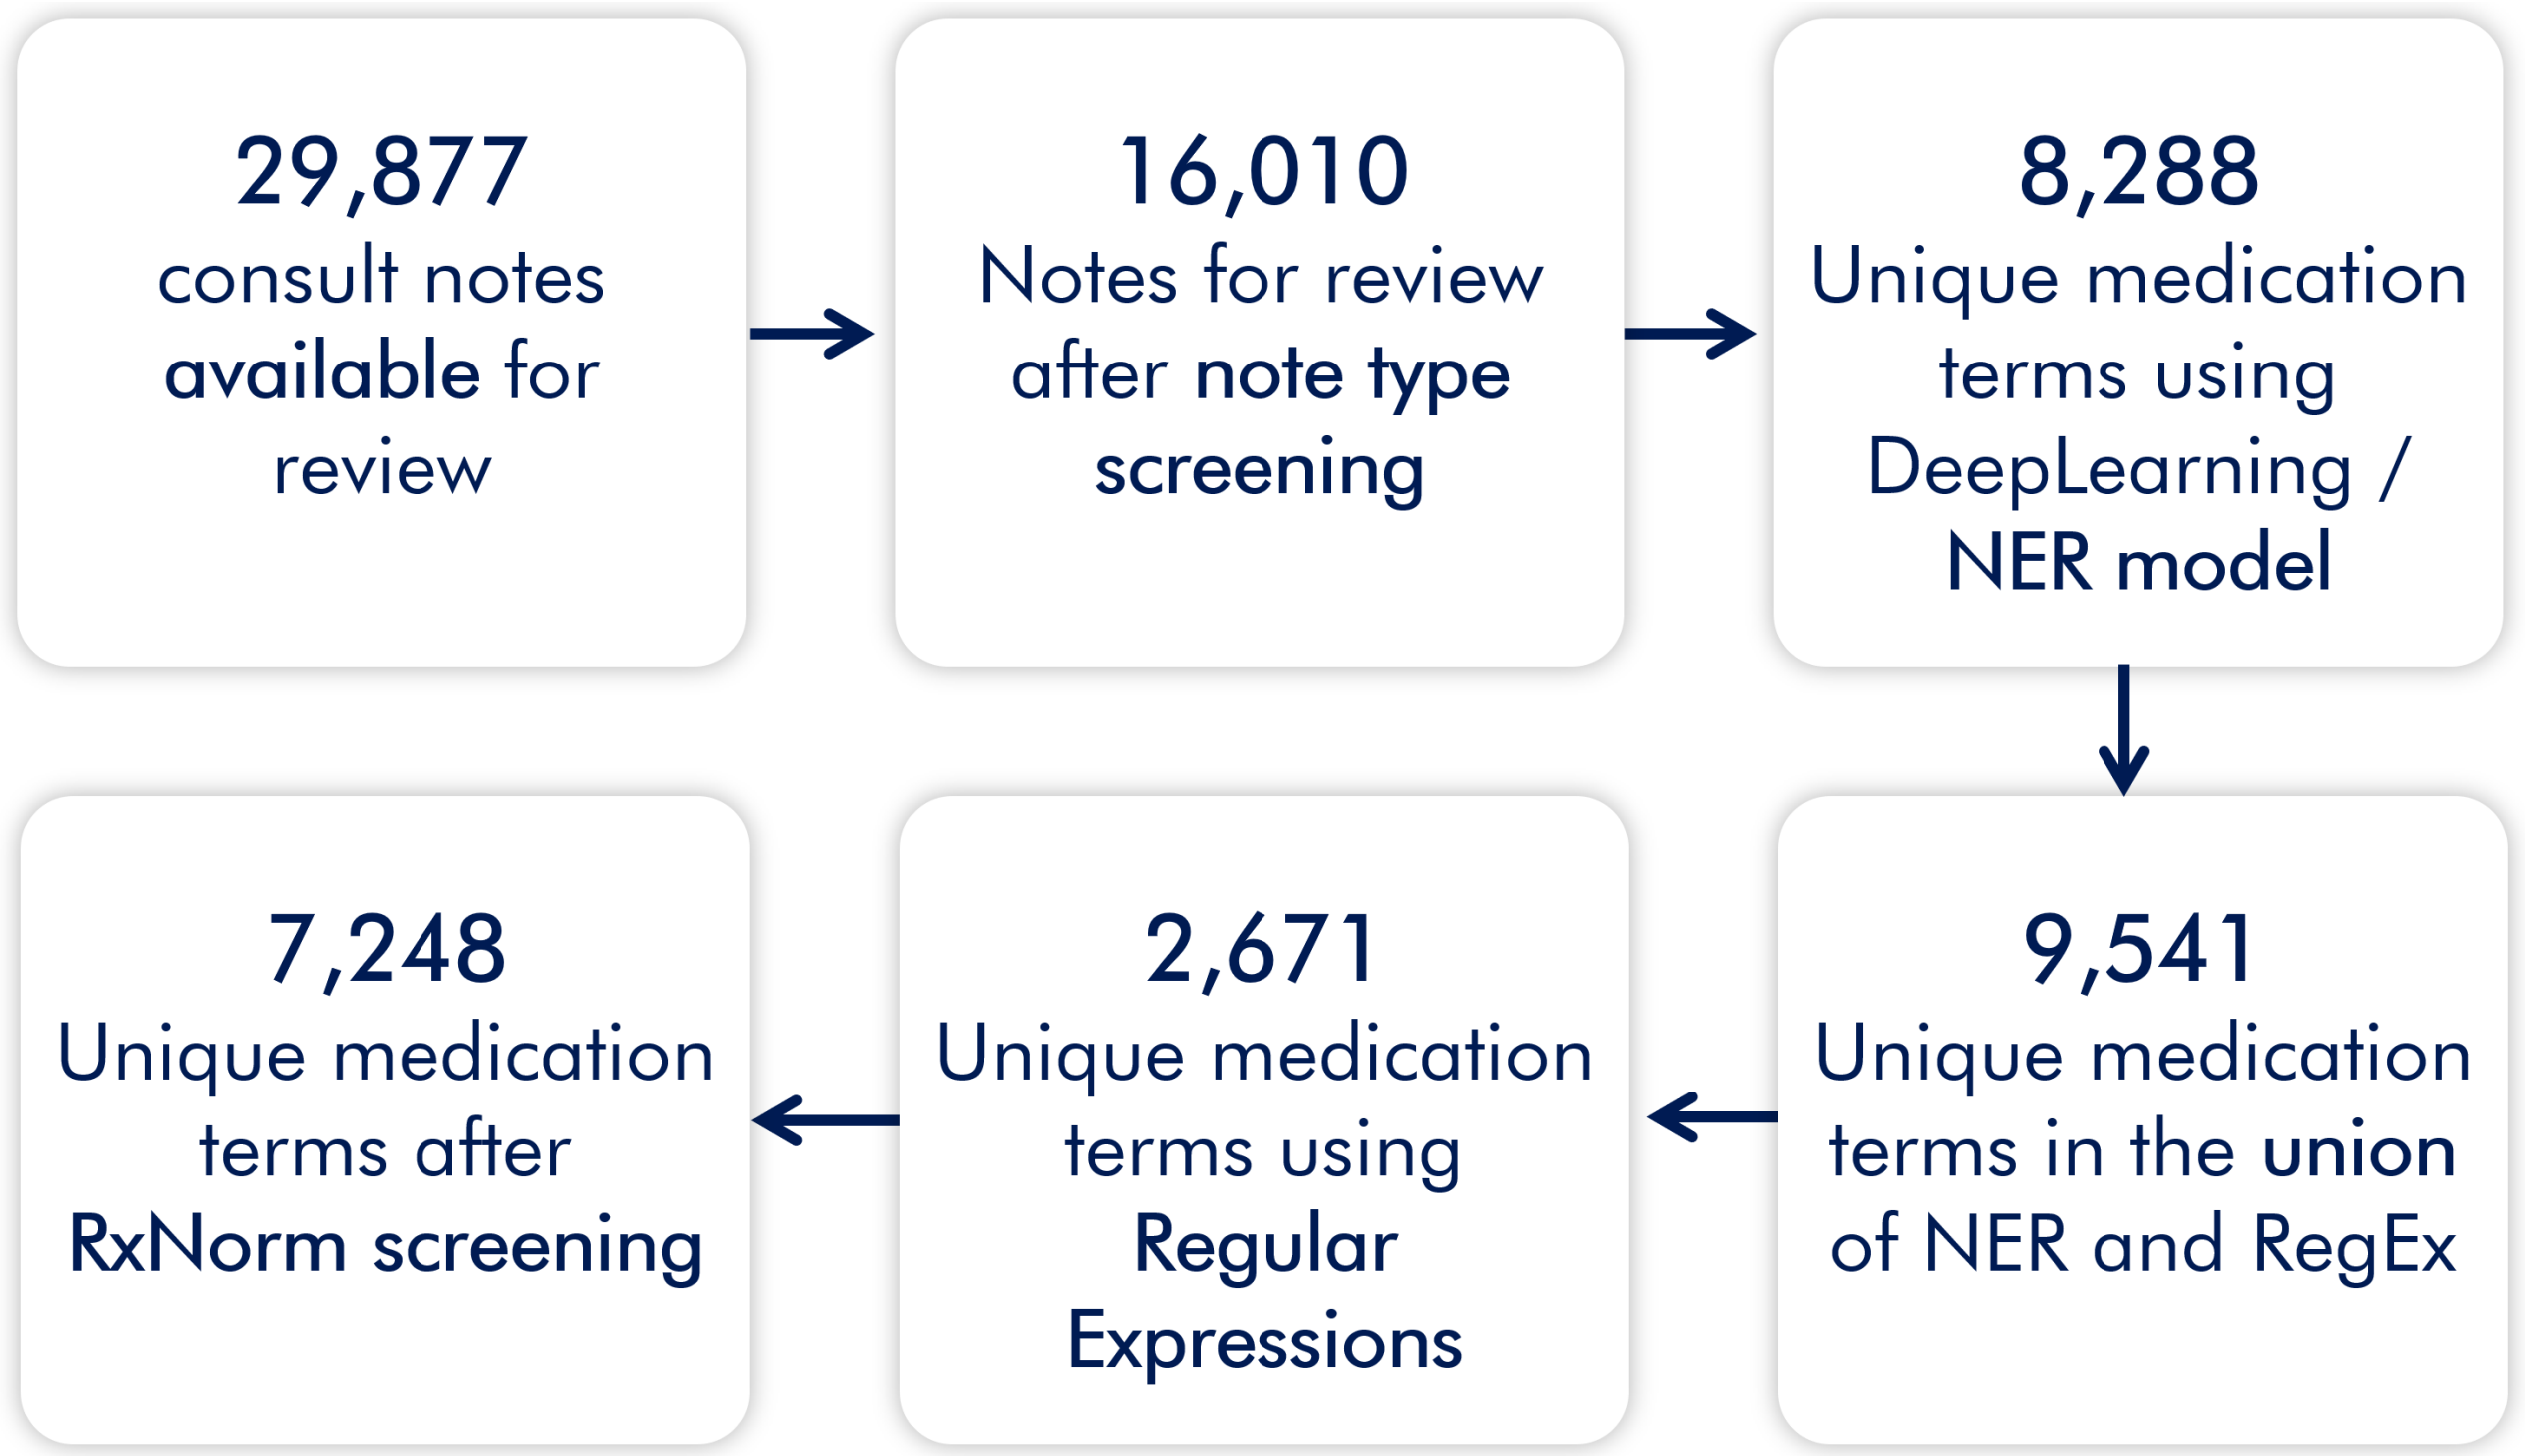 29,877
consult notes
available for
review
16,010
Notes for review
after note type
screening
8,288
Unique medication
terms using
DeepLearning /
NER model
9,541
Unique medication
terms in the union
of NER and RegEx
2,671
Unique medication
terms using
Regular
Expressions
7,248
Unique medication
terms after
RxNorm screening